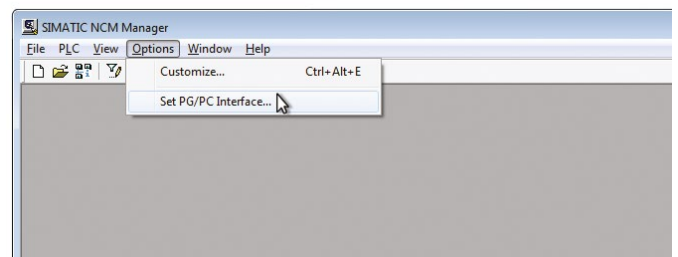 SIMATIC NCM Manager
File PLC View Options Window Help
Customize... Ctrl+Alt+E
Set PG/PC Interface...